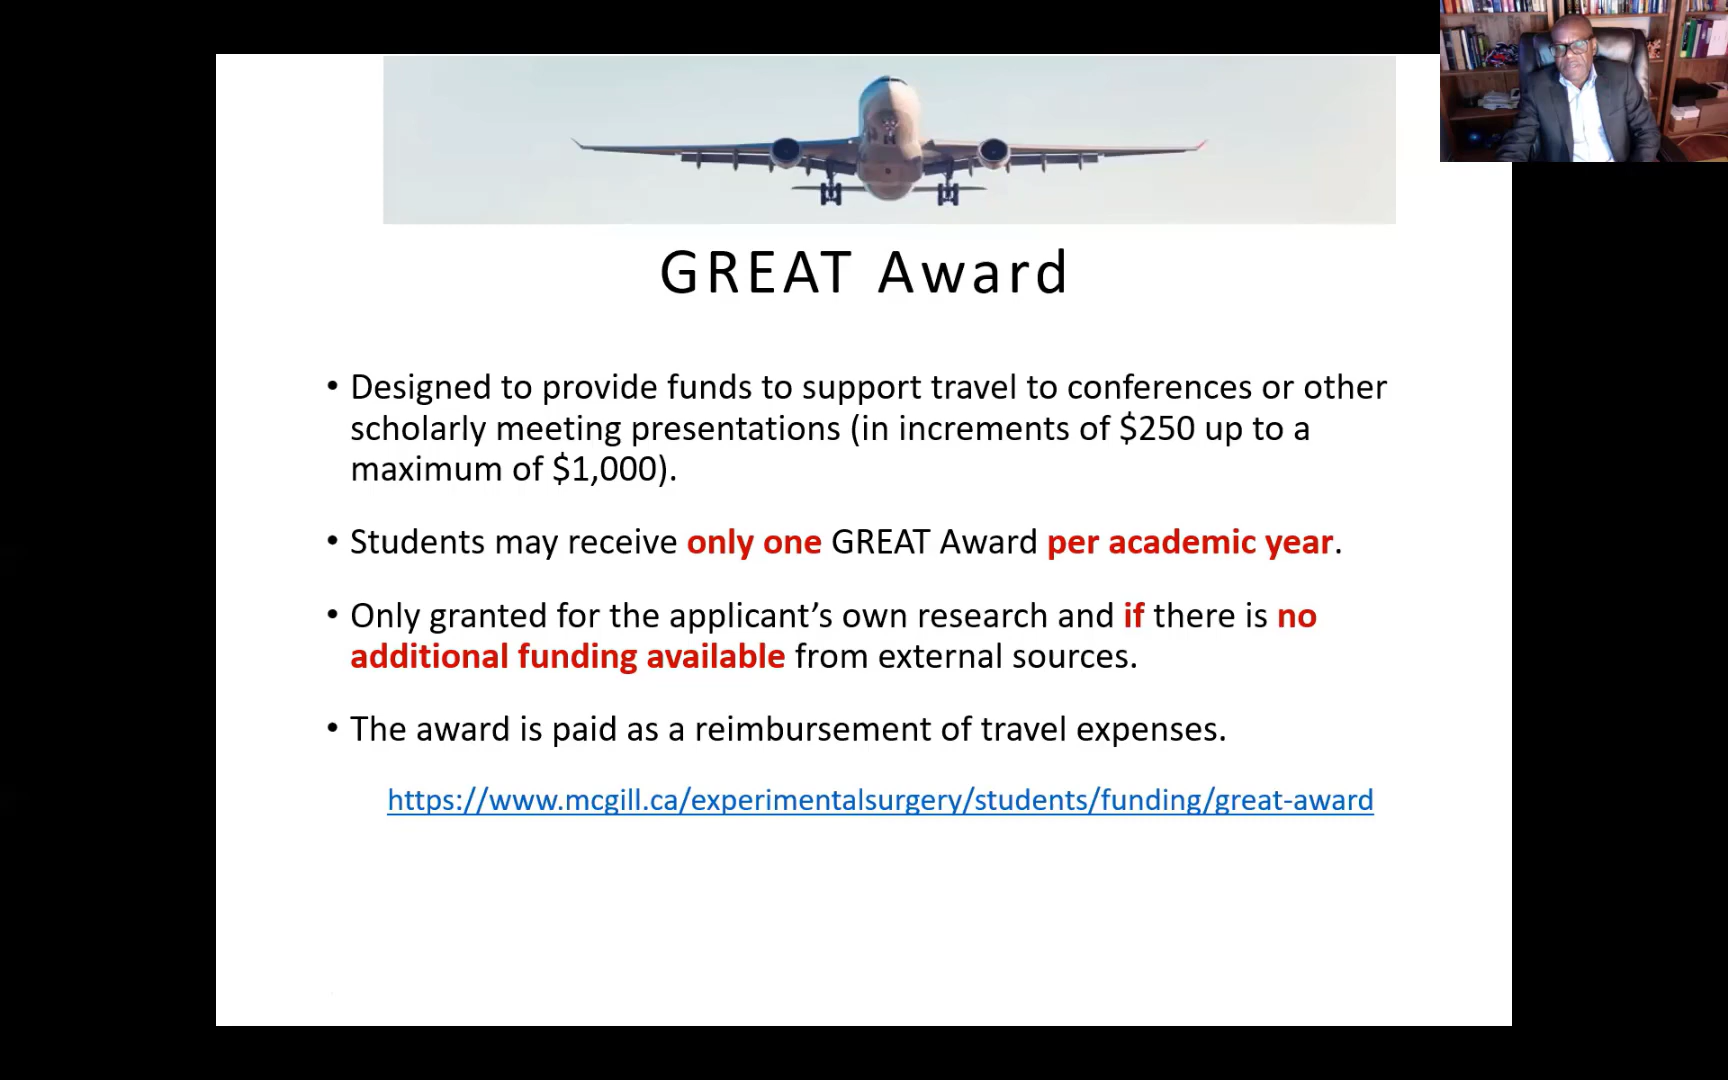 GREAT Award
• Designed to provide funds to support travel to conferences or other
scholarly meeting presentations (in increments of $250 up to a
maximum of $1,000).
• Students may receive only one GREAT Award per academic year.
• Only granted for the applicant’s own research and if there is no
additional funding available from external sources.
• The award is paid as a reimbursement of travel expenses.
https://www.mcgill.ca/experimentalsurgery/students/funding/great-award